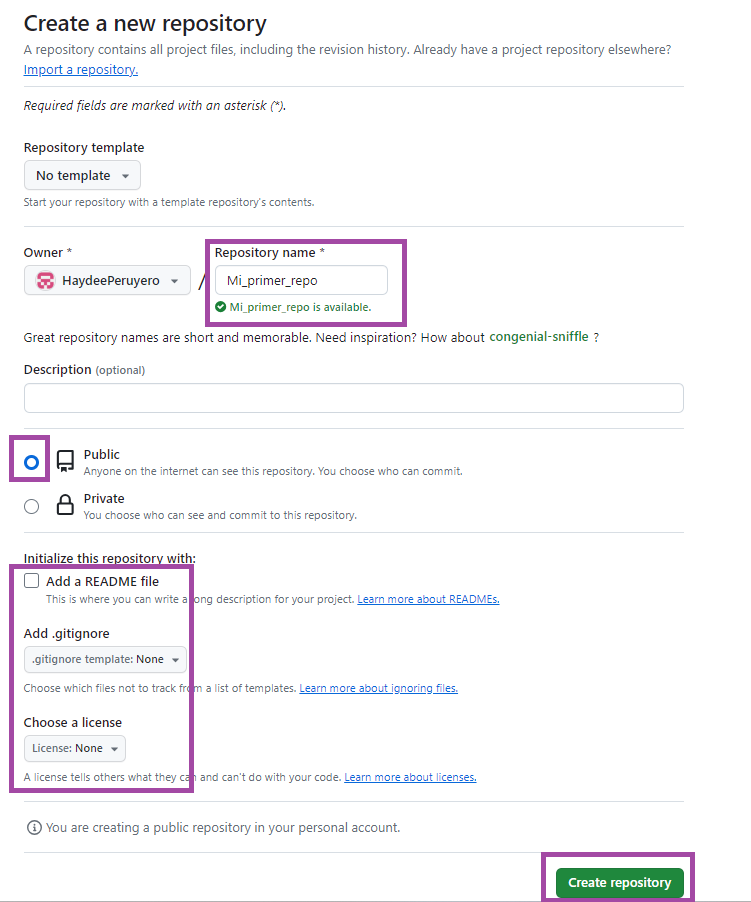 Create a new repository
A repository contains all project files, including the revision history. Already have a project repository elsewhere?
Import a repository.
Required fields are marked with an asterisk (*).
Repository template
No template
Start your repository with a template repository's contents.
Owner *
Repository name *
HaydeePeruyero
/
Mi_primer_repo
Mi_primer_repo is available.
Great repository names are short and memorable. Need inspiration? How about congenial-sniffle ?
Description (optional)
Public
Anyone on the internet can see this repository. You choose who can commit.
Private
You choose who can see and commit to this repository.
Initialize this repository with:
Add a README file
This is where you can write a long description for your project. Learn more about READMEs.
Add .gitignore
.gitignore template: None
Choose which files not to track from a list of templates. Learn more about ignoring files.
Choose a license
License: None
A license tells others what they can and can't do with your code. Learn more about licenses.
You are creating a public repository in your personal account.
Create repository